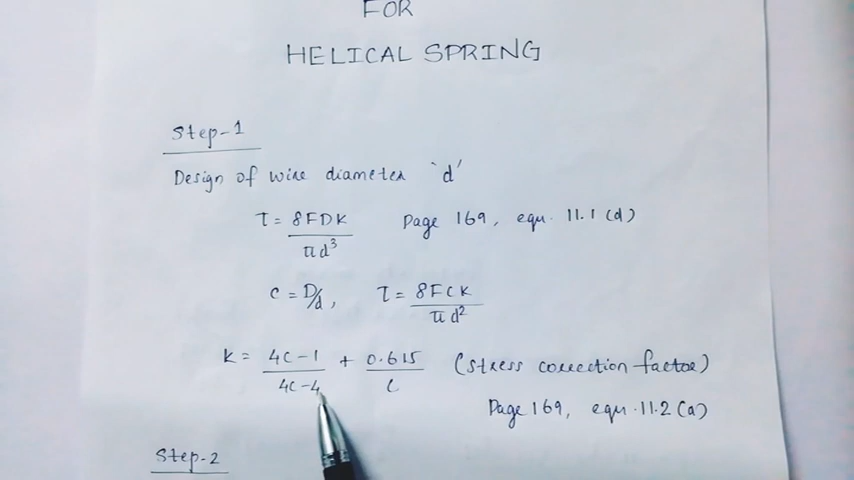 FOR
HELICAL SPRING
Step-1
Design of wire diameter 'd'
τ = 8FDK / πd³ Page 169, equ. 11.1 (d)
c = D/d, τ = 8FCK / πd²
K = 4C-1 / 4C-4 + 0.615 / C (stress correction factor)
Page 169, equ. 11.2 (a)
Step-2